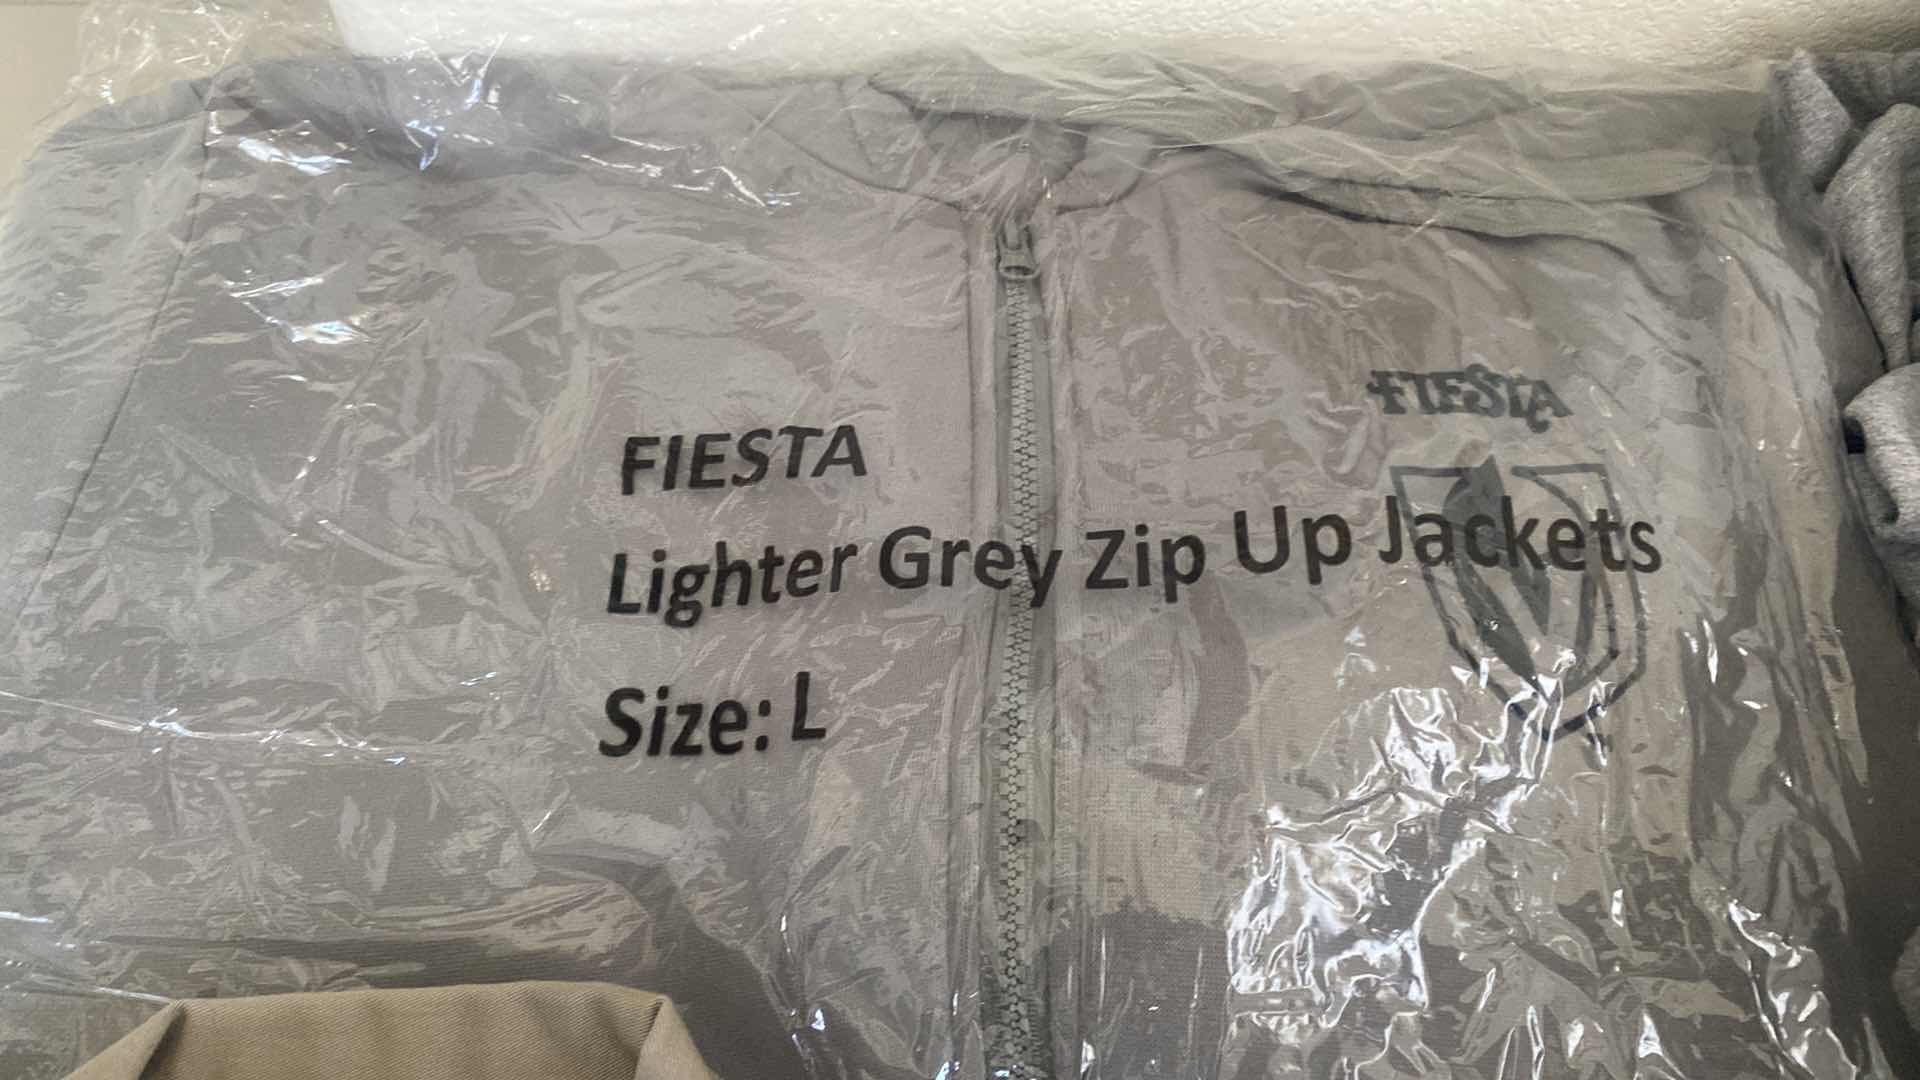 FIESTA
FIESTA
Lighter Grey Zip Up Jackets
Size: L